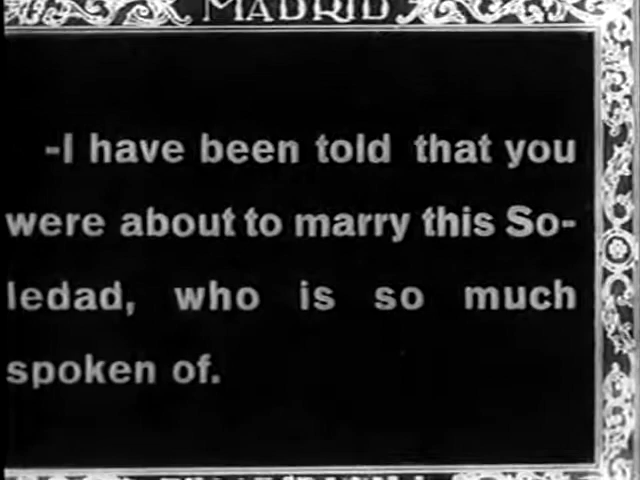 MADRID
-I have been told that you
were about to marry this So-
ledad, who is so much
spoken of.